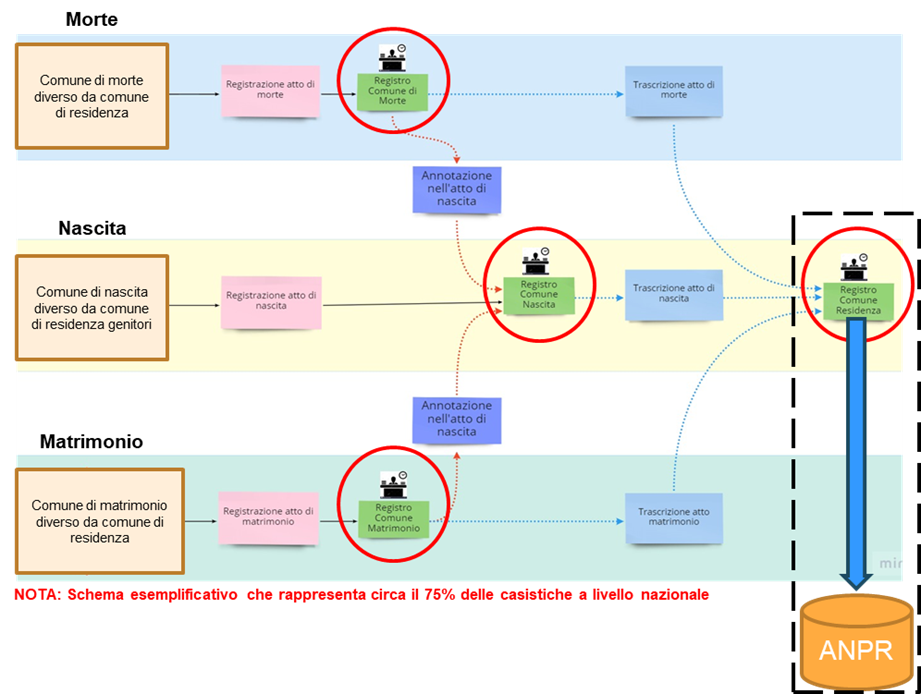 Morte
Comune di morte
diverso da comune
di residenza
Registrazione atto di
morte
Registro
Comune di
Morte
Trascrizione atto di
morte
Annotazione
nell'atto di
nascita
Nascita
Comune di nascita
diverso da comune
di residenza genitori
Registrazione atto di
nascita
Registro
Comune
Nascita
Trascrizione atto di
nascita
Registro
Comune
Residenza
Annotazione
nell'atto di
nascita
Matrimonio
Comune di matrimonio
diverso da comune di
residenza
Registrazione atto di
matrimonio
Registro
Comune
Matrimonio
Trascrizione atto
matrimonio
NOTA: Schema esemplificativo che rappresenta circa il 75% delle casistiche a livello nazionale
ANPR